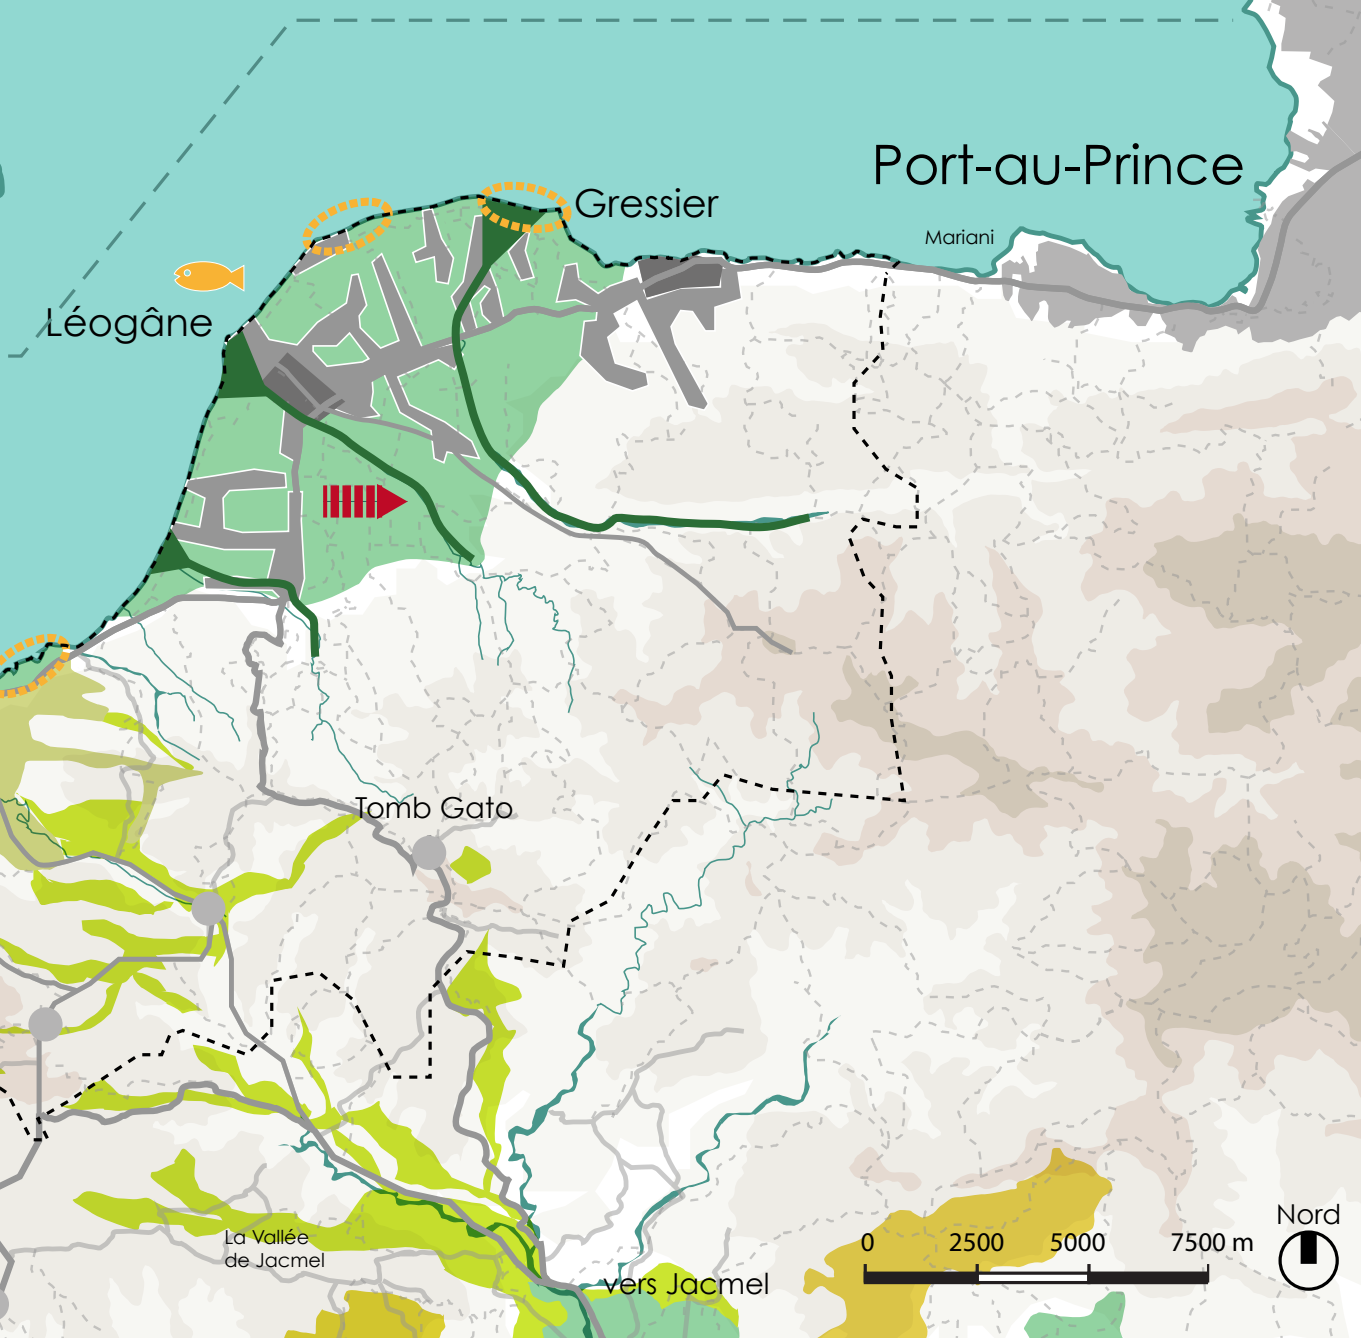 Port-au-Prince
Gressier
Mariani
Léogâne
Tomb Gato
La Vallée
de Jacmel
vers Jacmel
Nord
0 2500 5000 7500 m